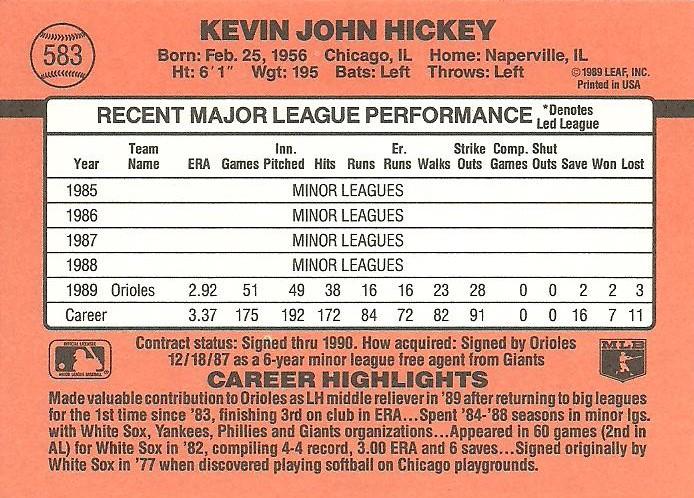 583
KEVIN JOHN HICKEY
Born: Feb. 25, 1956 Chicago, IL Home: Naperville, IL
Ht: 6'1" Wgt: 195 Bats: Left Throws: Left
©1989 LEAF, INC.
Printed in USA
RECENT MAJOR LEAGUE PERFORMANCE *Denotes Led League
Year Team Name ERA Games Inn. Pitched Hits Runs Er. Runs Walks Strike Outs Comp. Games Shut Outs Save Won Lost
1985 MINOR LEAGUES
1986 MINOR LEAGUES
1987 MINOR LEAGUES
1988 MINOR LEAGUES
1989 Orioles 2.92 51 49 38 16 16 23 28 0 0 2 2 3
Career 3.37 175 192 172 84 72 82 91 0 0 16 7 11
Contract status: Signed thru 1990. How acquired: Signed by Orioles
12/18/87 as a 6-year minor league free agent from Giants
MLB
CAREER HIGHLIGHTS
Made valuable contribution to Orioles as LH middle reliever in '89 after returning to big leagues
for the 1st time since '83, finishing 3rd on club in ERA...Spent '84-'88 seasons in minor lgs.
with White Sox, Yankees, Phillies and Giants organizations...Appeared in 60 games (2nd in
AL) for White Sox in '82, compiling 4-4 record, 3.00 ERA and 6 saves...Signed originally by
White Sox in '77 when discovered playing softball on Chicago playgrounds.